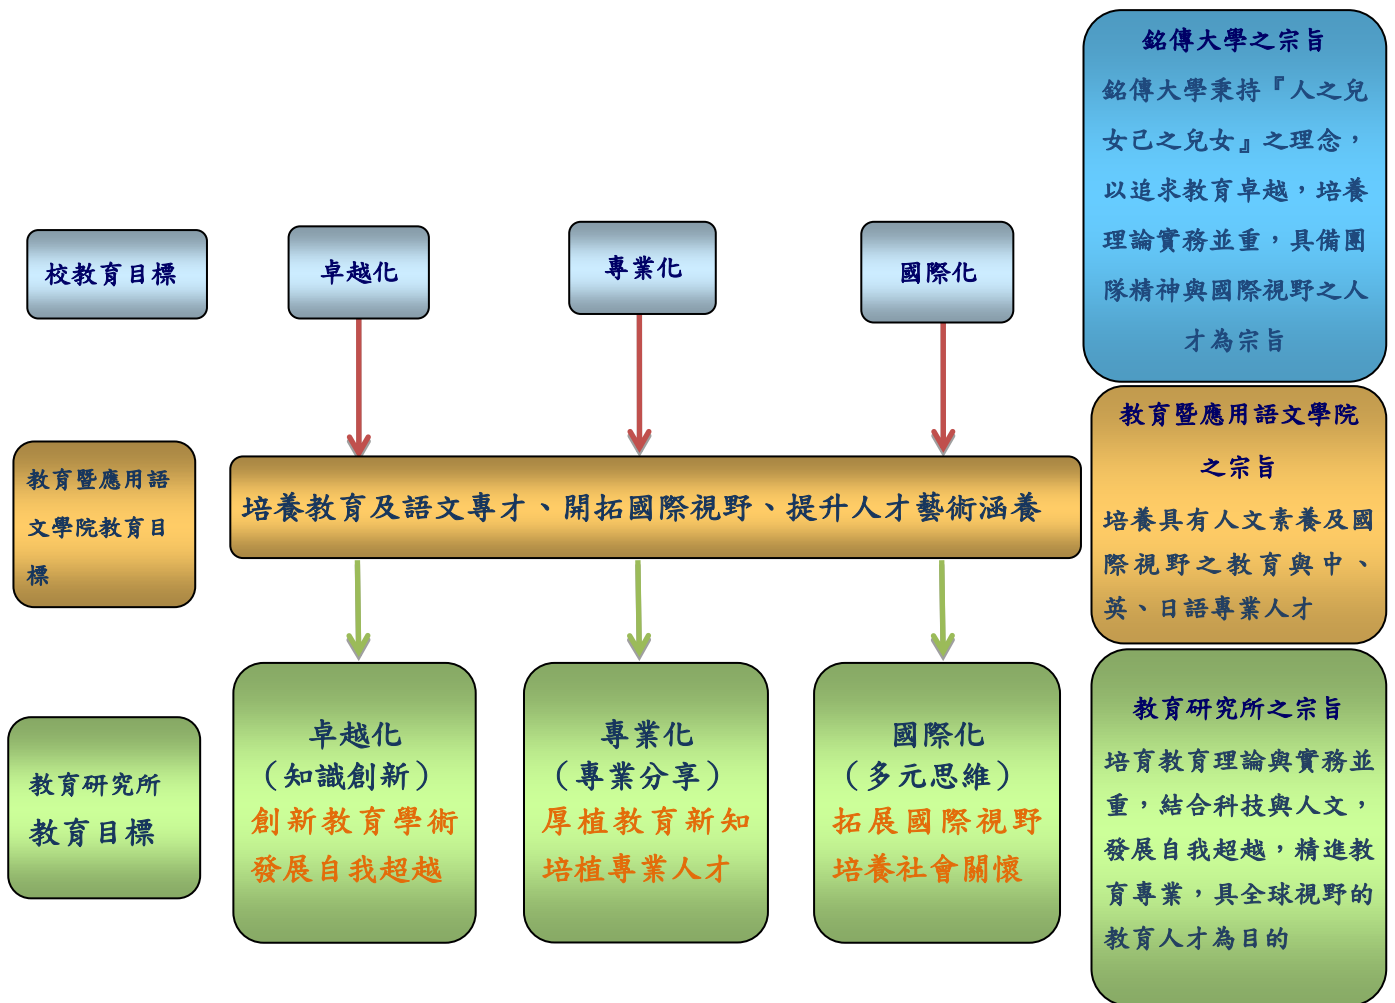 銘傳大學之宗旨
銘傳大學秉持『人之兒
女己之兒女』之理念，
以追求教育卓越，培養
理論實務並重，具備團
隊精神與國際視野之人
才為宗旨
校教育目標
卓越化
專業化
國際化
教育暨應用語
文學院教育目
標
培養教育及語文專才、開拓國際視野、提升人才藝術涵養
教育暨應用語文學院
之宗旨
培養具有人文素養及國
際視野之教育與中、
英、日語專業人才
教育研究所
教育目標
卓越化
（知識創新）
創新教育學術
發展自我超越
專業化
（專業分享）
厚植教育新知
培植專業人才
國際化
（多元思維）
拓展國際視野
培養社會關懷
教育研究所之宗旨
培育教育理論與實務並
重，結合科技與人文，
發展自我超越，精進教
育專業，具全球視野的
教育人才為目的